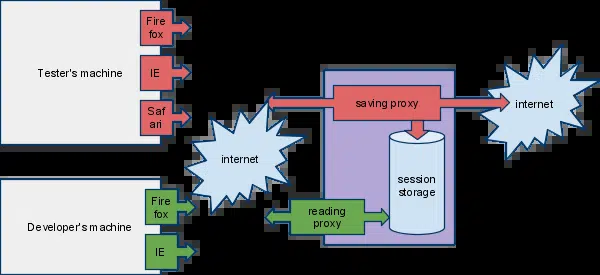 Tester's machine
Fire
fox
IE
Saf
ari
internet
saving proxy
internet
session
storage
reading
proxy
Developer's machine
Fire
fox
IE